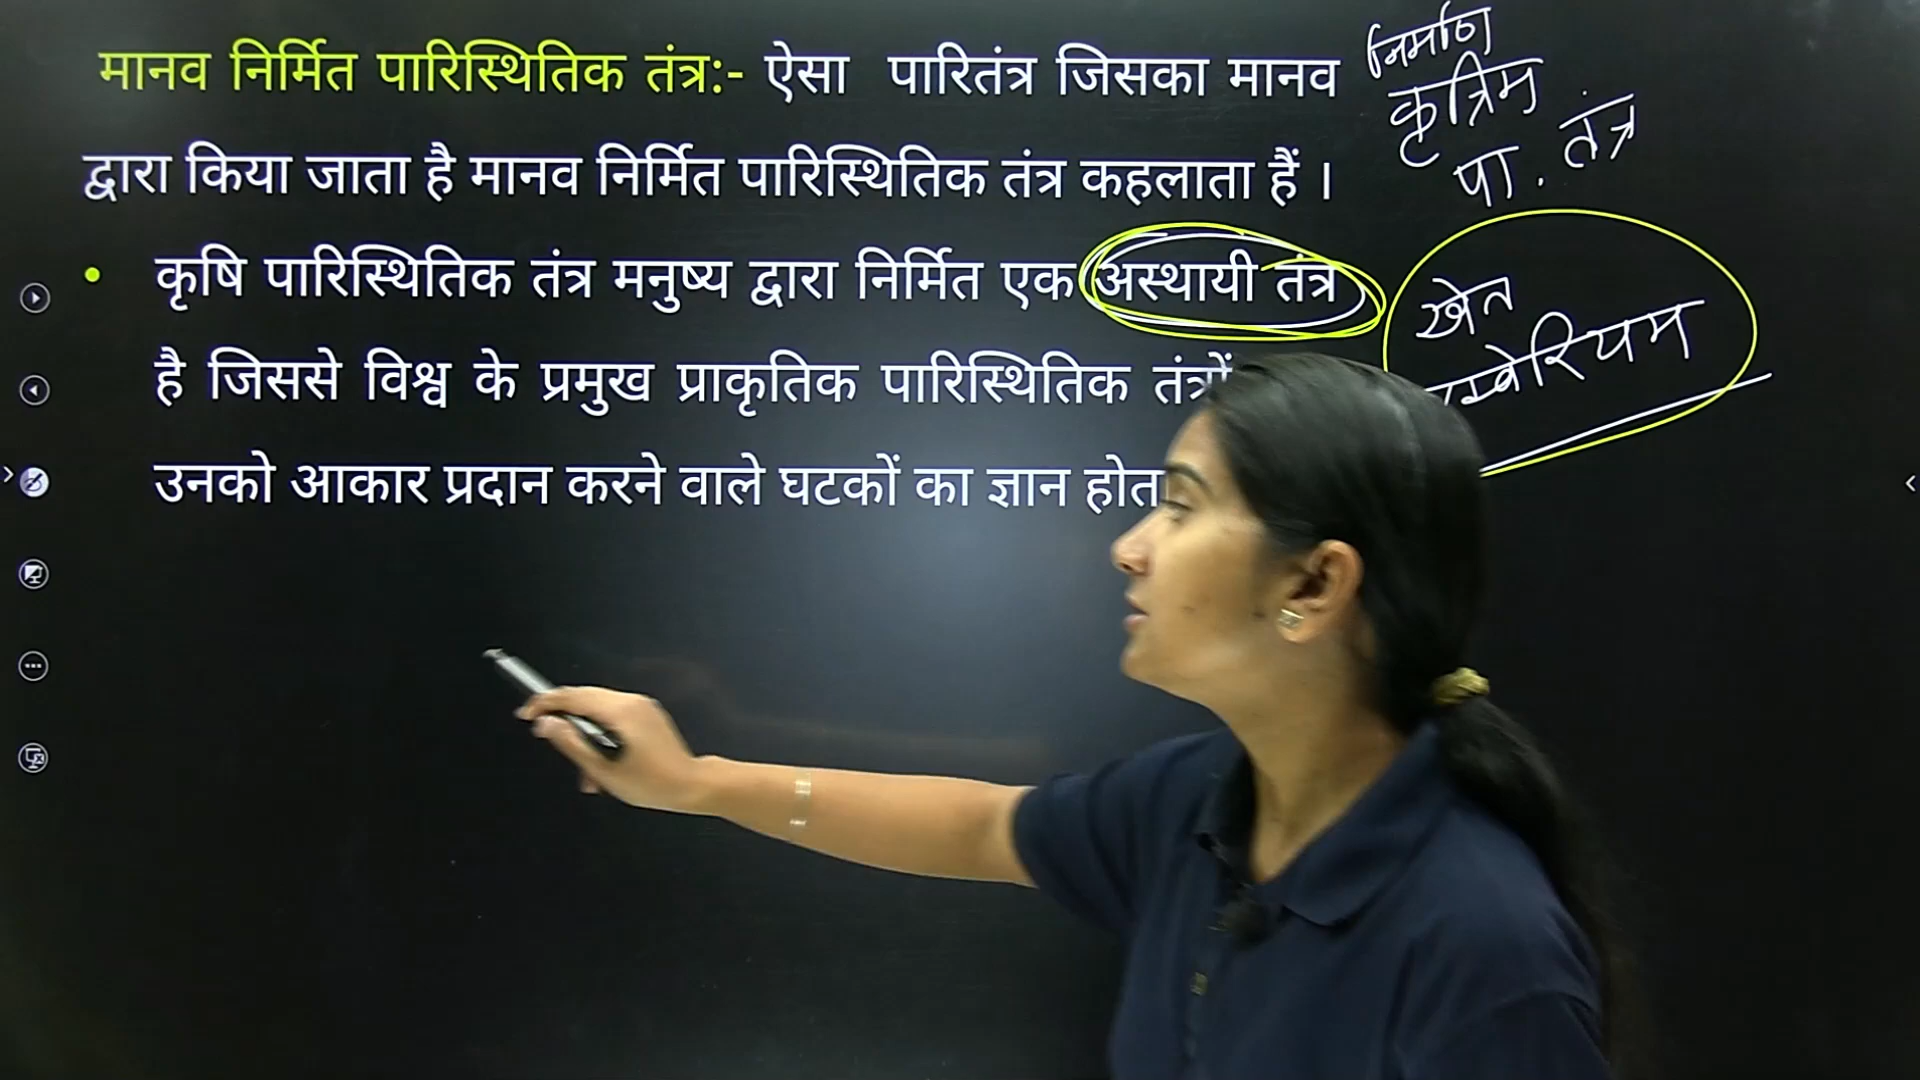 मानव निर्मित पारिस्थितिक तंत्र:- ऐसा पारितंत्र जिसका मानव
द्वारा किया जाता है मानव निर्मित पारिस्थितिक तंत्र कहलाता हैं ।
• कृषि पारिस्थितिक तंत्र मनुष्य द्वारा निर्मित एक अस्थायी तंत्र
है जिससे विश्व के प्रमुख प्राकृतिक पारिस्थितिक तंत्रों
उनको आकार प्रदान करने वाले घटकों का ज्ञान
निर्माण
कृत्रिम
पा. तंत्र
खेत